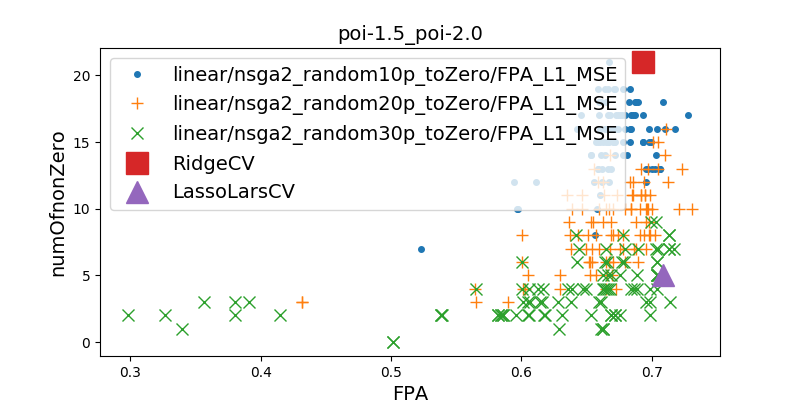 poi-1.5_poi-2.0
linear/nsga2_random10p_toZero/FPA_L1_MSE
linear/nsga2_random20p_toZero/FPA_L1_MSE
linear/nsga2_random30p_toZero/FPA_L1_MSE
RidgeCV
LassoLarsCV
numOfnonZero
20
15
10
5
0
0.3 0.4 0.5 0.6 0.7
FPA